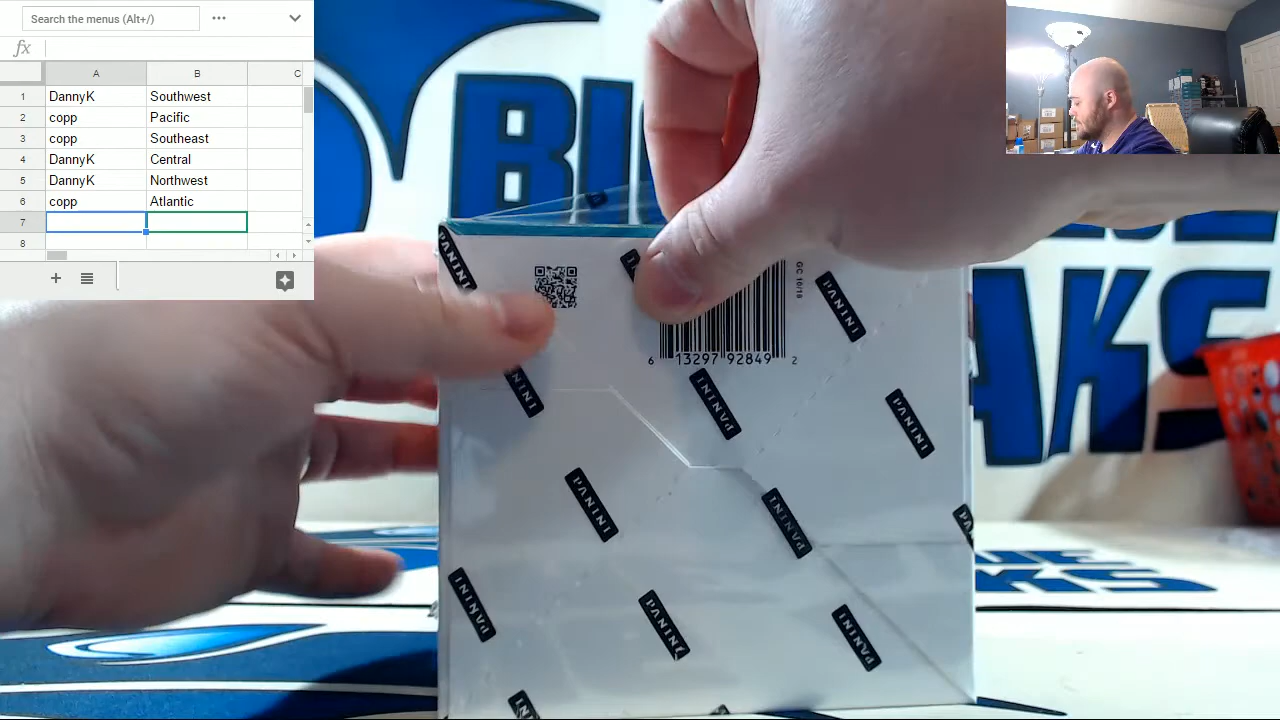 Search the menus (Alt+/)
fx
A B C
1 DannyK Southwest
2 copp Pacific
3 copp Southeast
4 DannyK Central
5 DannyK Northwest
6 copp Atlantic
7
8
PANINI
GC 10/19
6 13297 92849 2
PANINI
PANINI
PANINI
PANINI
PANINI
PANINI
PANINI
PANINI